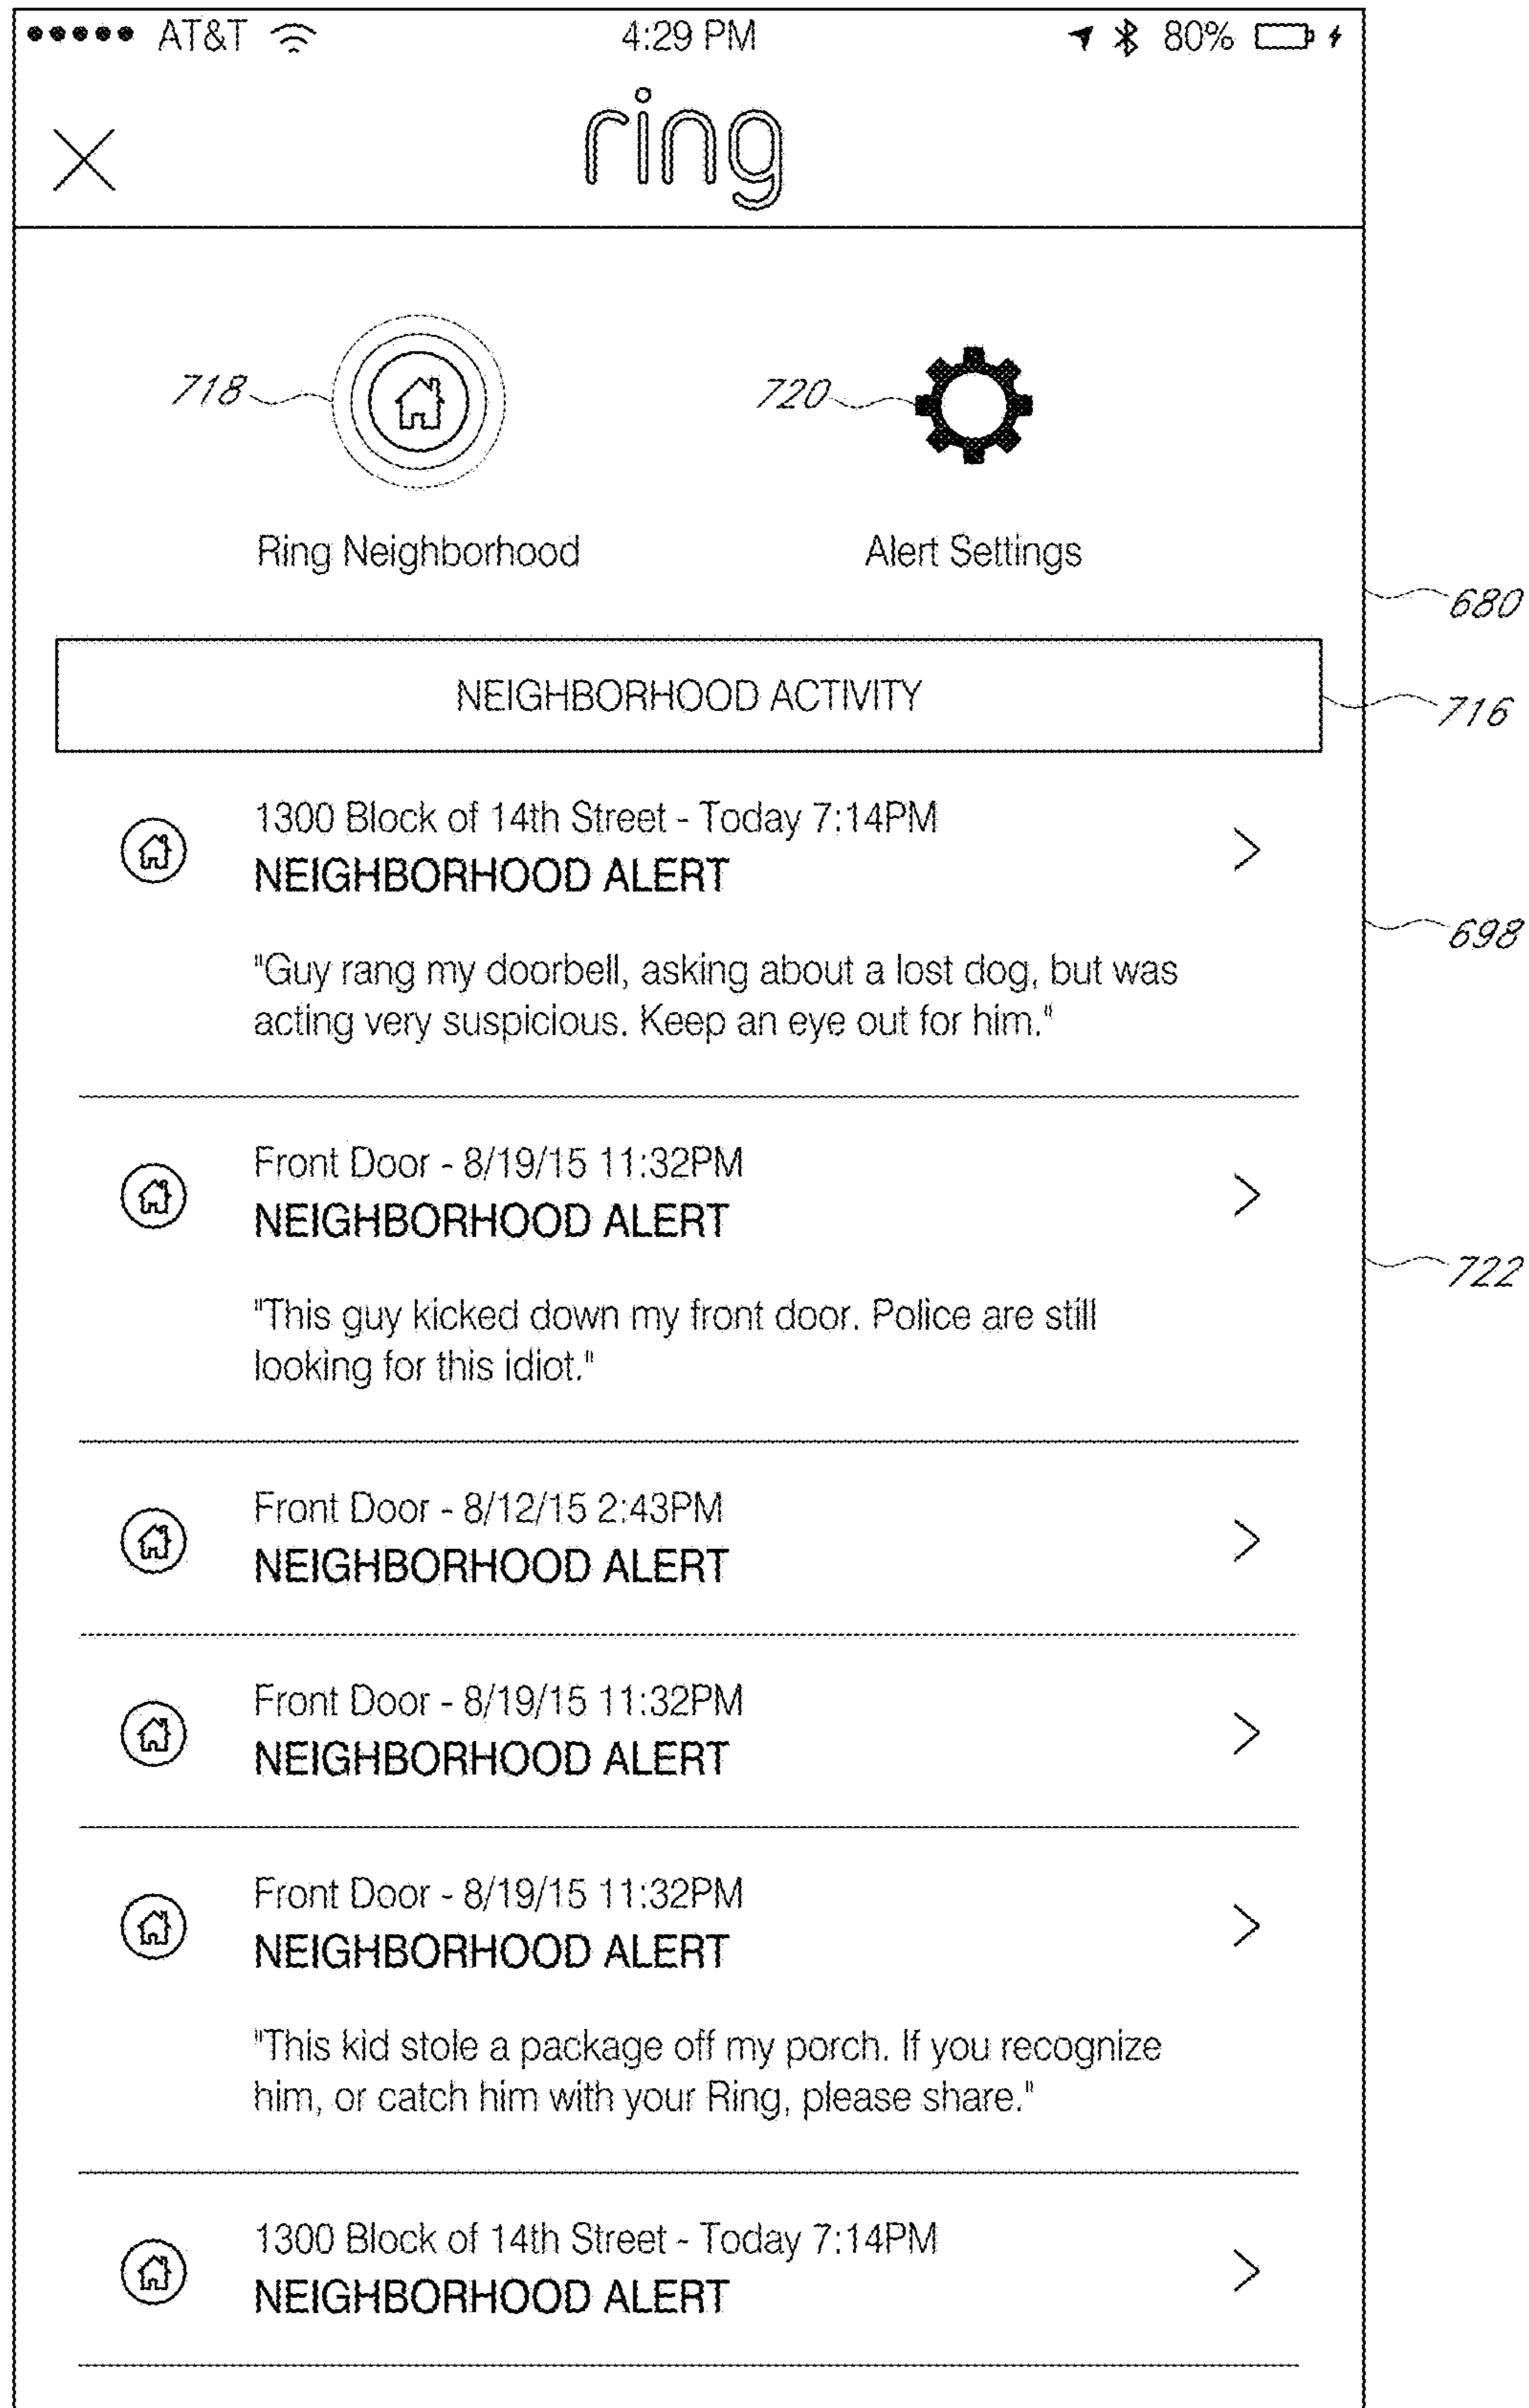 AT&T 4:29 PM 80%
ring
718 720
Ring Neighborhood Alert Settings
680
NEIGHBORHOOD ACTIVITY
716
1300 Block of 14th Street - Today 7:14PM
NEIGHBORHOOD ALERT
698
"Guy rang my doorbell, asking about a lost dog, but was
acting very suspicious. Keep an eye out for him."
Front Door - 8/19/15 11:32PM
NEIGHBORHOOD ALERT
722
"This guy kicked down my front door. Police are still
looking for this idiot."
Front Door - 8/12/15 2:43PM
NEIGHBORHOOD ALERT
Front Door - 8/19/15 11:32PM
NEIGHBORHOOD ALERT
Front Door - 8/19/15 11:32PM
NEIGHBORHOOD ALERT
"This kid stole a package off my porch. If you recognize
him, or catch him with your Ring, please share."
1300 Block of 14th Street - Today 7:14PM
NEIGHBORHOOD ALERT